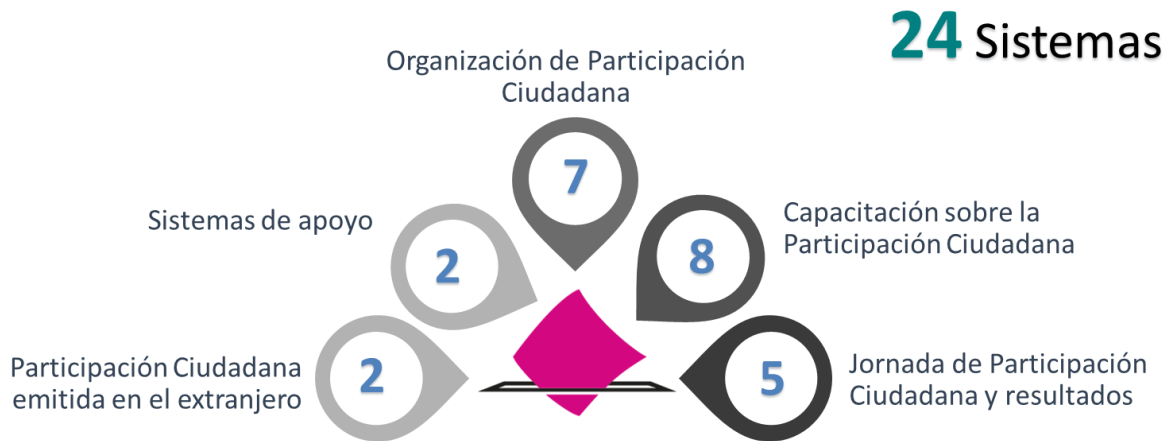 24 Sistemas
Organización de Participación
Ciudadana
7
Sistemas de apoyo
2
Capacitación sobre la
Participación Ciudadana
8
Participación Ciudadana
emitida en el extranjero
2
5
Jornada de Participación
Ciudadana y resultados